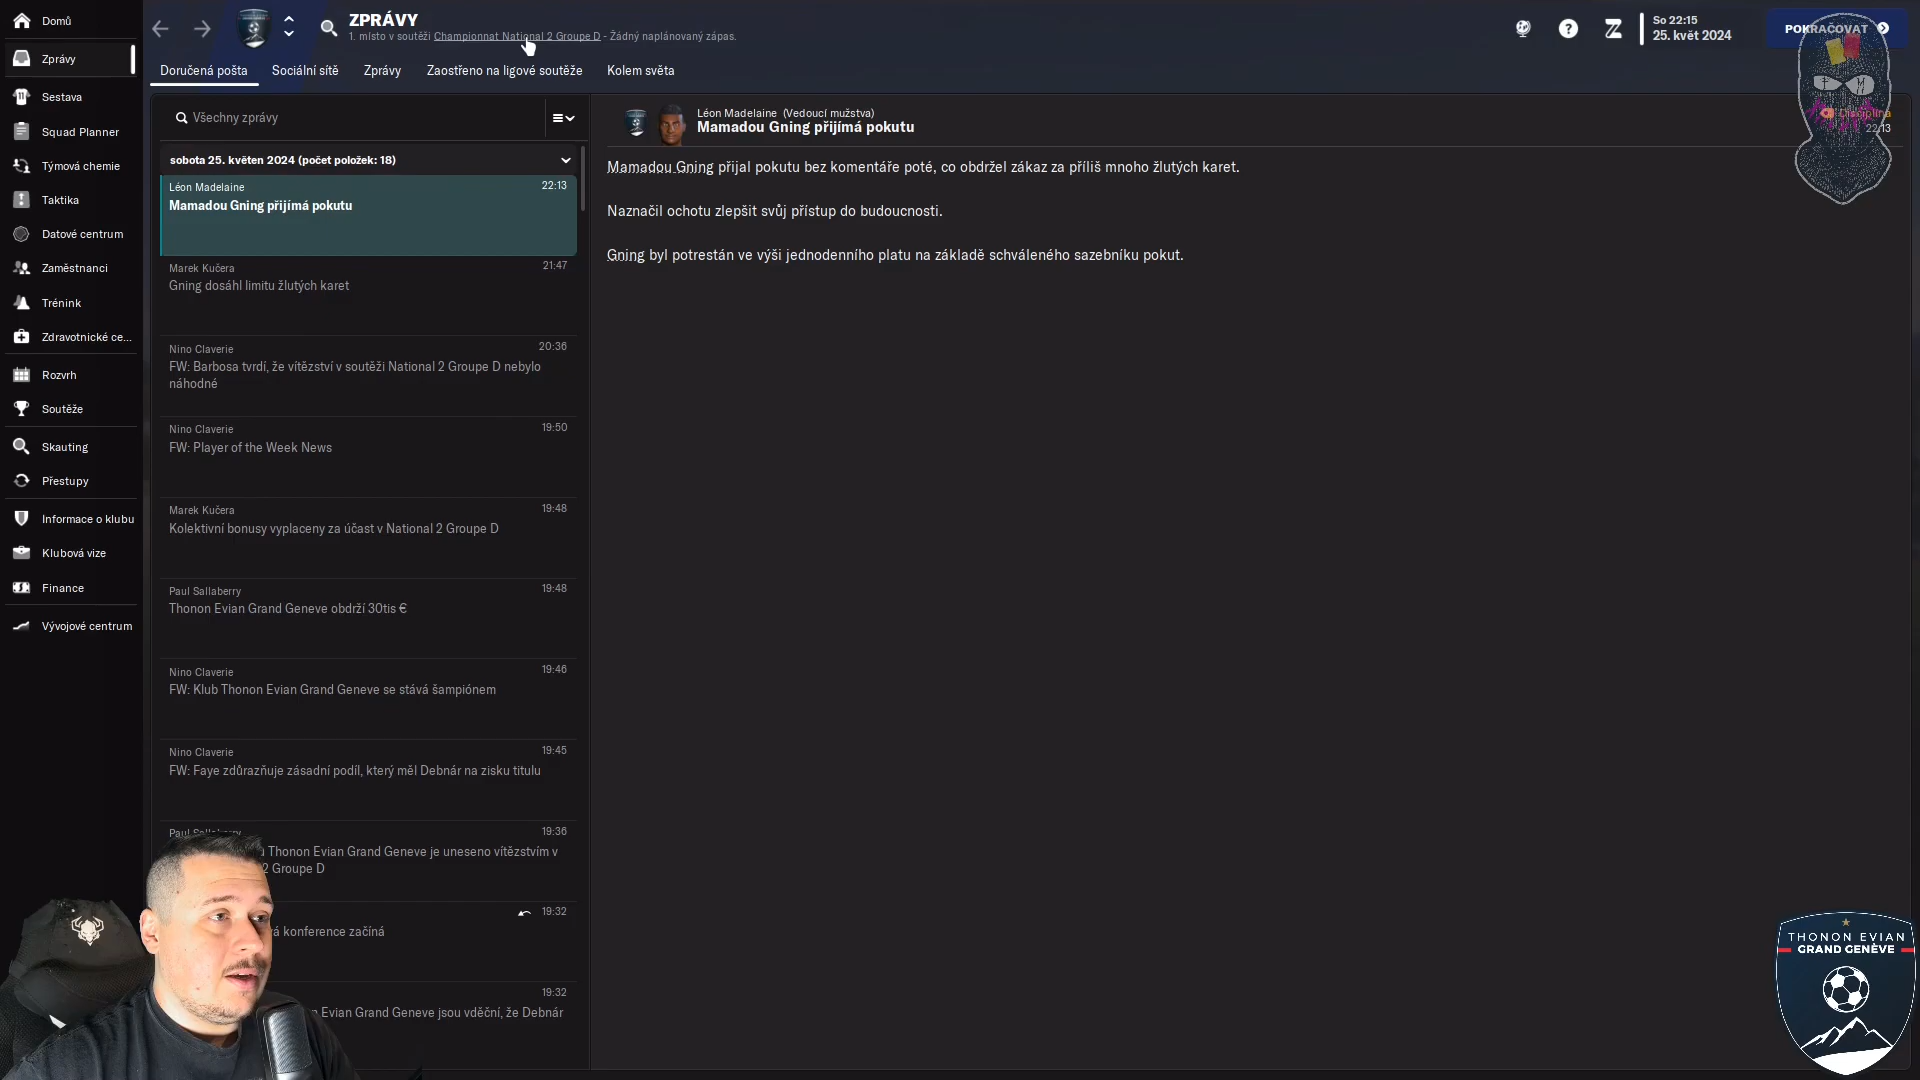 Domů
Zprávy
Sestava
Squad Planner
Týmová chemie
Taktika
Datové centrum
Zaměstnanci
Trénink
Zdravotnické ce...
Rozvrh
Soutěže
Skauting
Přestupy
Informace o klubu
Klubová vize
Finance
Vývojové centrum
ZPRÁVY
1. místo v soutěži Championnat National 2 Groupe D - Žádný naplánovaný zápas.
So 22:15
25. květ 2024
POKRAČOVAT
Doručená pošta
Sociální sítě
Zprávy
Zaostřeno na ligové soutěže
Kolem světa
Všechny zprávy
sobota 25. květen 2024 (počet položek: 18)
Léon Madelaine 22:13
Mamadou Gning přijímá pokutu
Marek Kučera 21:47
Gning dosáhl limitu žlutých karet
Nino Claverie 20:36
FW: Barbosa tvrdí, že vítězství v soutěži National 2 Groupe D nebylo
náhodné
Nino Claverie 19:50
FW: Player of the Week News
Marek Kučera 19:48
Kolektivní bonusy vyplaceny za účast v National 2 Groupe D
Paul Sallaberry 19:48
Thonon Evian Grand Geneve obdrží 30tis €
Nino Claverie 19:46
FW: Klub Thonon Evian Grand Geneve se stává šampiónem
Nino Claverie 19:45
FW: Faye zdůrazňuje zásadní podíl, který měl Debnár na zisku titulu
Paul Sallaberry 19:36
Thonon Evian Grand Geneve je uneseno vítězstvím v
2 Groupe D
19:32
konference začíná
19:32
Evian Grand Geneve jsou vděční, že Debnár
Léon Madelaine (Vedoucí mužstva)
Mamadou Gning přijímá pokutu
Disciplína
22:13
Mamadou Gning přijal pokutu bez komentáře poté, co obdržel zákaz za příliš mnoho žlutých karet.
Naznačil ochotu zlepšit svůj přístup do budoucnosti.
Gning byl potrestán ve výši jednodenního platu na základě schváleného sazebníku pokut.
THONON EVIAN
GRAND GENÈVE